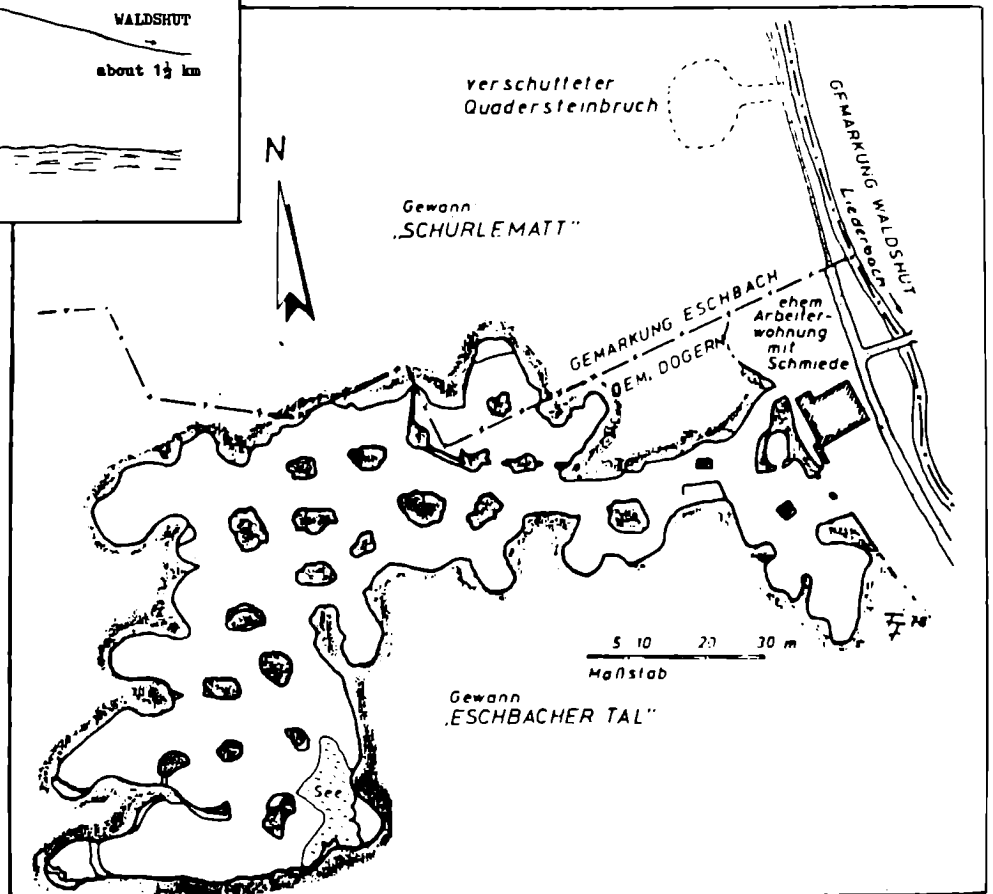 WALDSHUT
about 1½ km
verschutteter
Quadersteinbruch
N
Gewann
„SCHÜRLEMATT"
GEMARKUNG WALDSHUT
Liederbach
GEMARKUNG ESCHBACH
GEM. DOGERN
ehem
Arbeiter-
wohnung
mit
Schmiede
5 10 20 30 m
Maßstab
Gewann
„ESCHBACHER TAL"
See